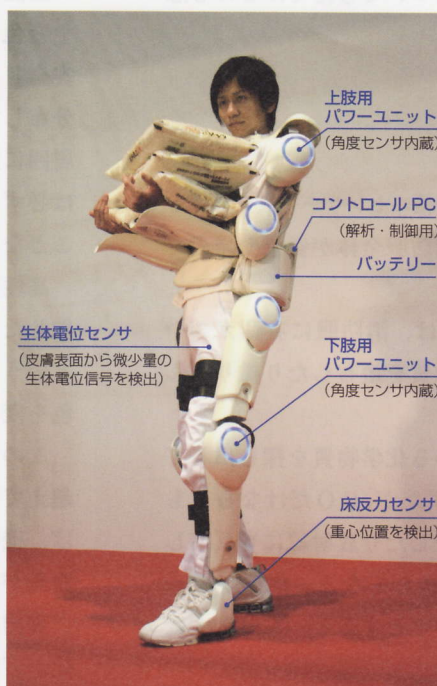 上肢用
パワーユニット
(角度センサ内蔵)
コントロール PC
(解析・制御用)
バッテリー
生体電位センサ
(皮膚表面から微少量の
生体電位信号を検出)
下肢用
パワーユニット
(角度センサ内蔵)
床反力センサ
(重心位置を検出)